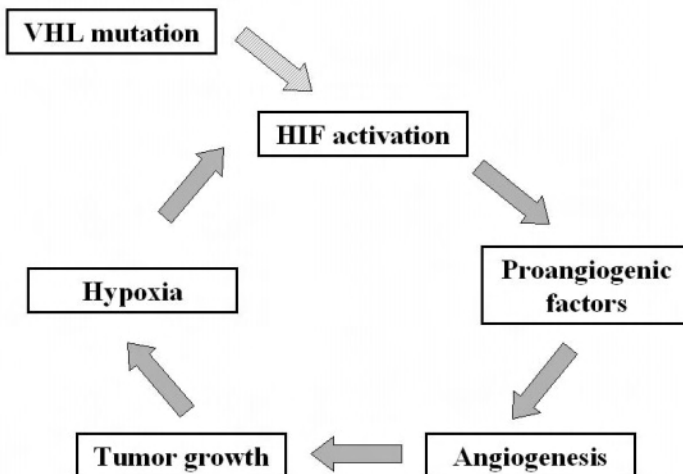 VHL mutation
HIF activation
Proangiogenic
factors
Hypoxia
Tumor growth
Angiogenesis